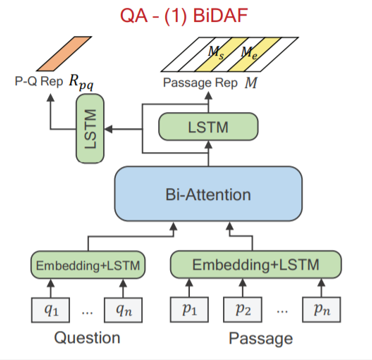 QA - (1) BiDAF
P-Q Rep R_pq
M_s M_e
Passage Rep M
LSTM
LSTM
Bi-Attention
Embedding+LSTM
Embedding+LSTM
q_1 ... q_n
p_1 p_2 ... p_n
Question
Passage